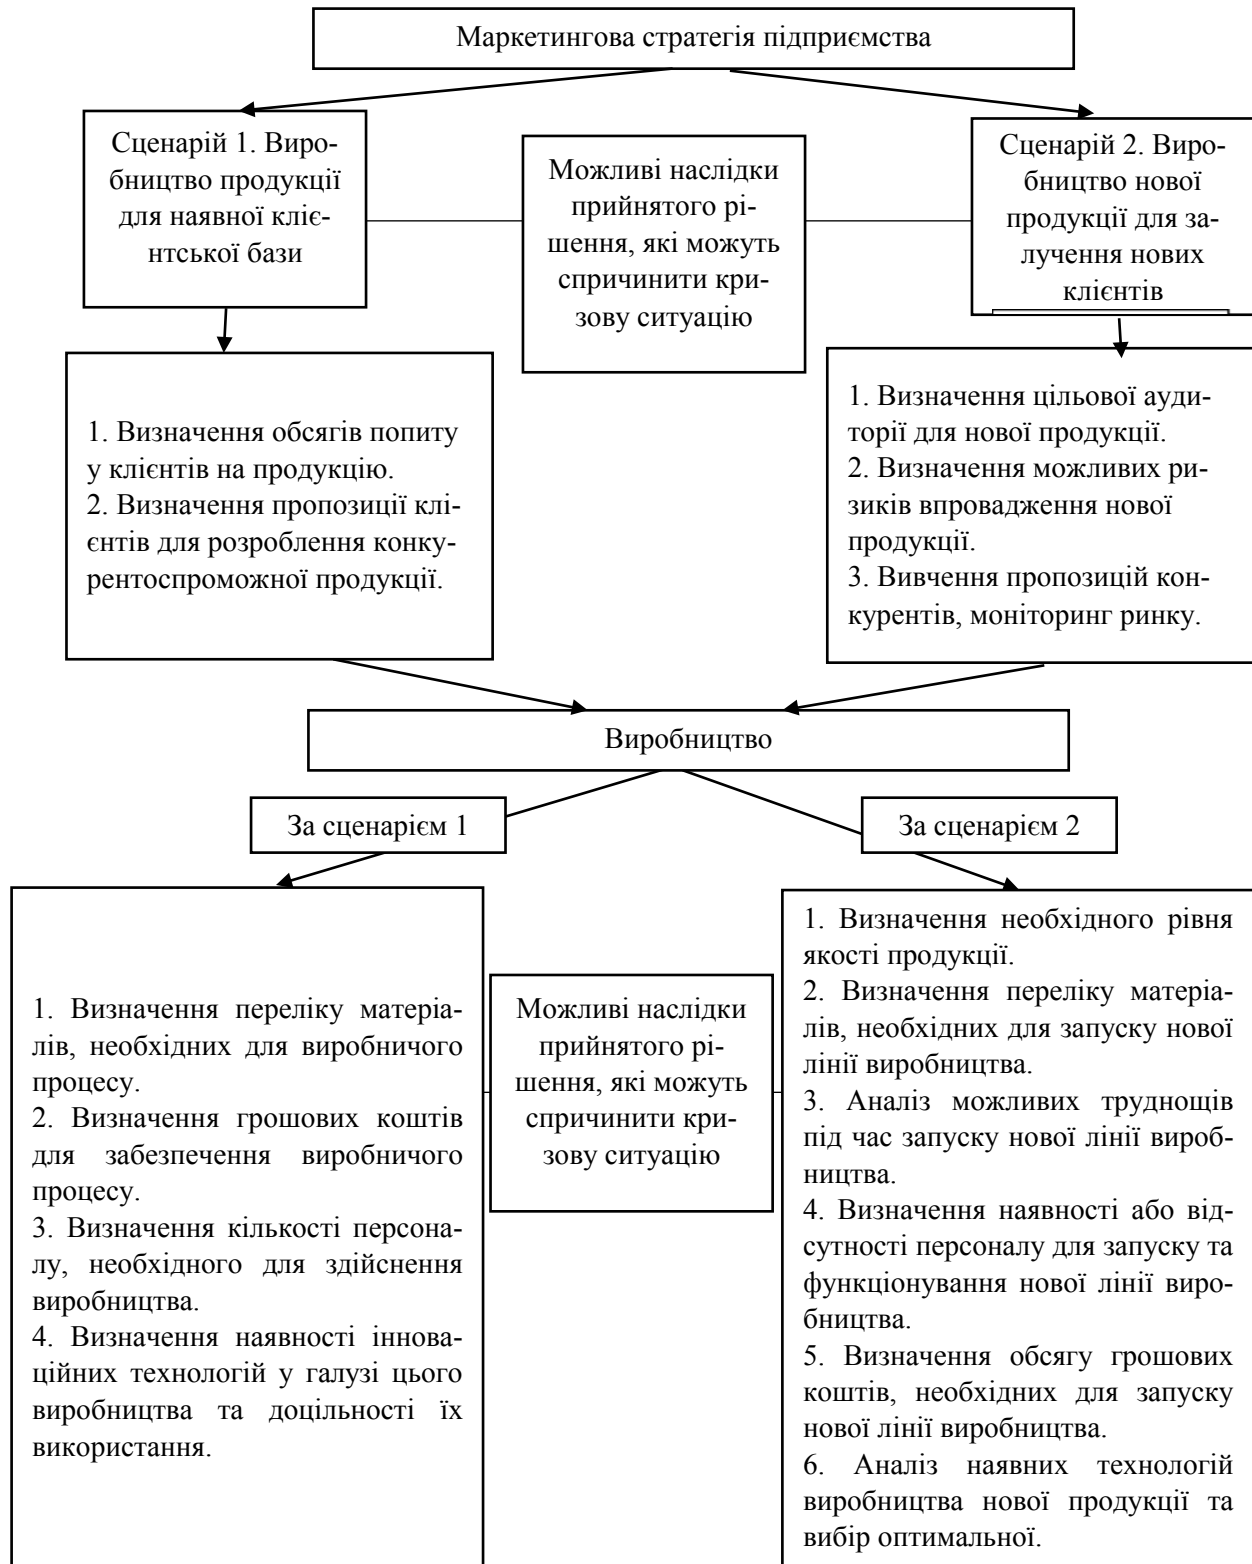 Маркетингова стратегія підприємства
Сценарій 1. Виро-
бництво продукції
для наявної кліє-
нтської бази
Можливі наслідки
прийнятого рі-
шення, які можуть
спричинити кри-
зову ситуацію
Сценарій 2. Виро-
бництво нової
продукції для за-
лучення нових
клієнтів
1. Визначення обсягів попиту
у клієнтів на продукцію.
2. Визначення пропозиції клі-
єнтів для розроблення конку-
рентоспроможної продукції.
1. Визначення цільової ауди-
торії для нової продукції.
2. Визначення можливих ри-
зиків впровадження нової
продукції.
3. Вивчення пропозицій кон-
курентів, моніторинг ринку.
Виробництво
За сценарієм 1
За сценарієм 2
1. Визначення переліку матеріа-
лів, необхідних для виробничого
процесу.
2. Визначення грошових коштів
для забезпечення виробничого
процесу.
3. Визначення кількості персона-
лу, необхідного для здійснення
виробництва.
4. Визначення наявності іннова-
ційних технологій у галузі цього
виробництва та доцільності їх
використання.
Можливі наслідки
прийнятого рі-
шення, які можуть
спричинити кри-
зову ситуацію
1. Визначення необхідного рівня
якості продукції.
2. Визначення переліку матеріа-
лів, необхідних для запуску нової
лінії виробництва.
3. Аналіз можливих труднощів
під час запуску нової лінії вироб-
ництва.
4. Визначення наявності або від-
сутності персоналу для запуску та
функціонування нової лінії виро-
бництва.
5. Визначення обсягу грошових
коштів, необхідних для запуску
нової лінії виробництва.
6. Аналіз наявних технологій
виробництва нової продукції та
вибір оптимальної.